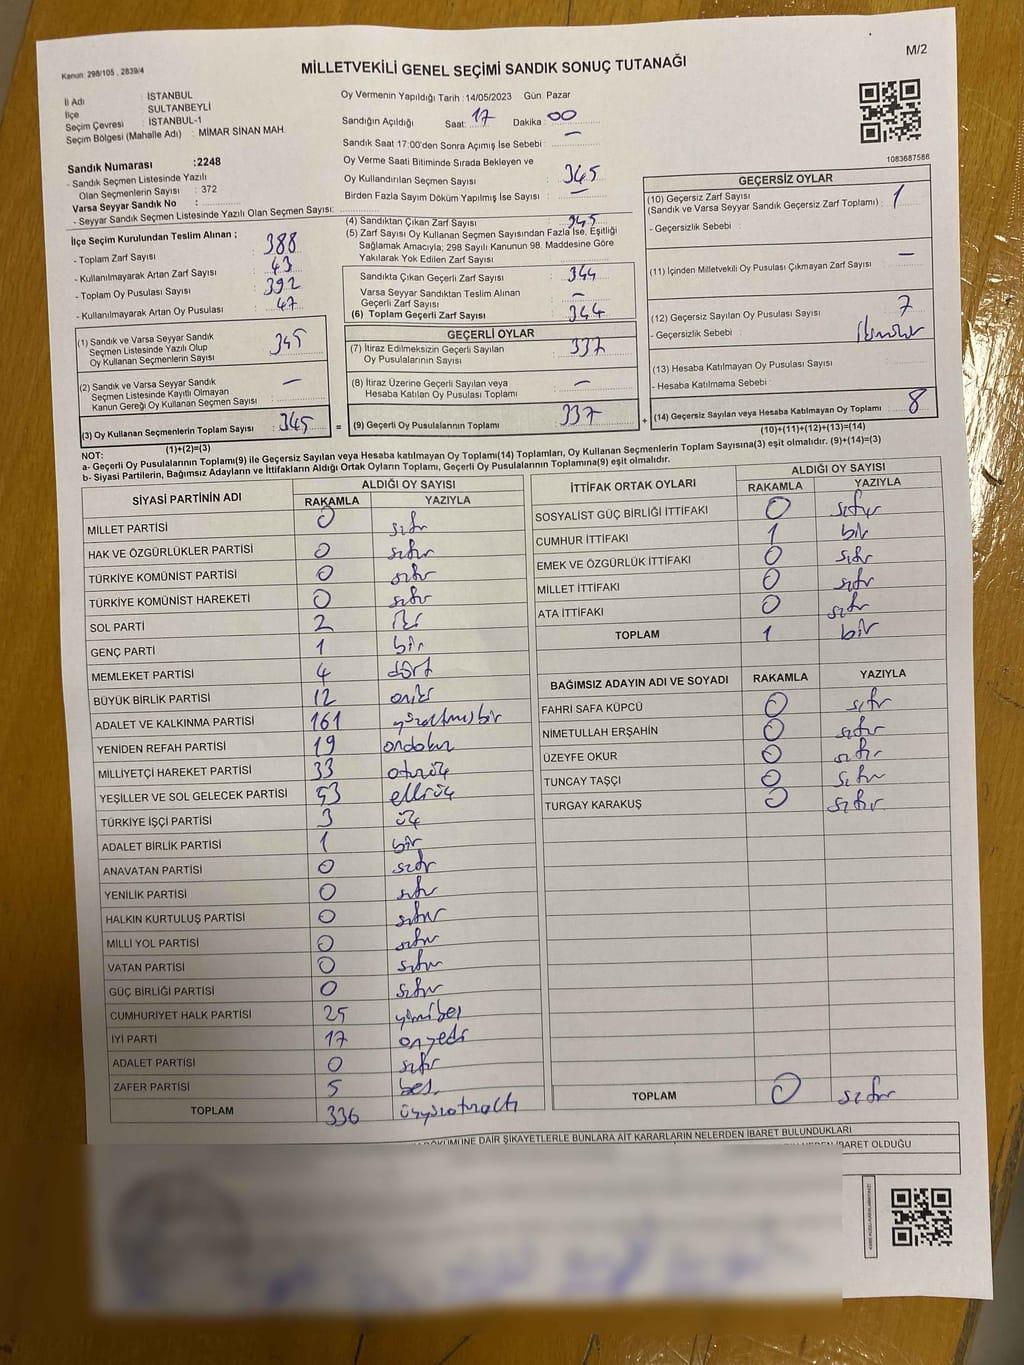 Kanun: 298/105 , 2839/4
MİLLETVEKİLİ GENEL SEÇİMİ SANDIK SONUÇ TUTANAĞI
M/2
İl Adı : İSTANBUL
İlçe : SULTANBEYLİ
Seçim Çevresi : İSTANBUL-1
Seçim Bölgesi (Mahalle Adı) : MİMAR SİNAN MAH.
Sandık Numarası :2248
- Sandık Seçmen Listesinde Yazılı
Olan Seçmenlerin Sayısı : 372
Varsa Seyyar Sandık No :
- Seyyar Sandık Seçmen Listesinde Yazılı Olan Seçmen Sayısı:
İlçe Seçim Kurulundan Teslim Alınan ;
- Toplam Zarf Sayısı : 388
- Kullanılmayarak Artan Zarf Sayısı : 43
- Toplam Oy Pusulası Sayısı : 392
- Kullanılmayarak Artan Oy Pusulası : 47
Oy Vermenin Yapıldığı Tarih :14/05/2023 Gün: Pazar
Sandığın Açıldığı Saat: 17 Dakika : 00
Sandık Saat 17:00'den Sonra Açılmış İse Sebebi : —
Oy Verme Saati Bitiminde Sırada Bekleyen ve
Oy Kullandırılan Seçmen Sayısı : 345
Birden Fazla Sayım Döküm Yapılmış İse Sayısı : —
(4) Sandıktan Çıkan Zarf Sayısı : 345
(5) Zarf Sayısı Oy Kullanan Seçmen Sayısından Fazla İse, Eşitliği
Sağlamak Amacıyla; 298 Sayılı Kanunun 98. Maddesine Göre
Yakılarak Yok Edilen Zarf Sayısı :
Sandıkta Çıkan Geçerli Zarf Sayısı : 344
Varsa Seyyar Sandıktan Teslim Alınan
Geçerli Zarf Sayısı : —
(6) Toplam Geçerli Zarf Sayısı : 344
1083687588
GEÇERSİZ OYLAR
(10) Geçersiz Zarf Sayısı : 1
(Sandık ve Varsa Seyyar Sandık Geçersiz Zarf Toplamı)
- Geçersizlik Sebebi :
(11) İçinden Milletvekili Oy Pusulası Çıkmayan Zarf Sayısı : —
(12) Geçersiz Sayılan Oy Pusulası Sayısı : 7
- Geçersizlik Sebebi :
(13) Hesaba Katılmayan Oy Pusulası Sayısı :
- Hesaba Katılmama Sebebi :
(14) Geçersiz Sayılan veya Hesaba Katılmayan Oy Toplamı : 8
(10)+(11)+(12)+(13)=(14)
(1) Sandık ve Varsa Seyyar Sandık
Seçmen Listesinde Yazılı Olup
Oy Kullanan Seçmenlerin Sayısı : 345
(2) Sandık ve Varsa Seyyar Sandık
Seçmen Listesinde Kayıtlı Olmayan
Kanun Gereği Oy Kullanan Seçmen Sayısı : —
(3) Oy Kullanan Seçmenlerin Toplam Sayısı : 345
(1)+(2)=(3)
GEÇERLİ OYLAR
(7) İtiraz Edilmeksizin Geçerli Sayılan
Oy Pusulalarının Sayısı : 337
(8) İtiraz Üzerine Geçerli Sayılan veya
Hesaba Katılan Oy Pusulası Toplamı : —
= (9) Geçerli Oy Pusulalarının Toplamı : 337 +
NOT:
a- Geçerli Oy Pusulalarının Toplamı(9) ile Geçersiz Sayılan veya Hesaba katılmayan Oy Toplamı(14) Toplamları, Oy Kullanan Seçmenlerin Toplam Sayısına(3) eşit olmalıdır. (9)+(14)=(3)
b- Siyasi Partilerin, Bağımsız Adayların ve İttifakların Aldığı Ortak Oyların Toplamı, Geçerli Oy Pusulalarının Toplamına(9) eşit olmalıdır.
SİYASİ PARTİNİN ADI ALDIĞI OY SAYISI
RAKAMLA YAZIYLA
MİLLET PARTİSİ 0 sıfır
HAK VE ÖZGÜRLÜKLER PARTİSİ 0 sıfır
TÜRKİYE KOMÜNİST PARTİSİ 0 sıfır
TÜRKİYE KOMÜNİST HAREKETİ 0 sıfır
SOL PARTİ 2 iki
GENÇ PARTİ 1 bir
MEMLEKET PARTİSİ 4 dört
BÜYÜK BİRLİK PARTİSİ 12 oniki
ADALET VE KALKINMA PARTİSİ 161 yüzaltmışbir
YENİDEN REFAH PARTİSİ 19 ondokuz
MİLLİYETÇİ HAREKET PARTİSİ 33 otuzüç
YEŞİLLER VE SOL GELECEK PARTİSİ 53 elliüç
TÜRKİYE İŞÇİ PARTİSİ 3 üç
ADALET BİRLİK PARTİSİ 1 bir
ANAVATAN PARTİSİ 0 sıfır
YENİLİK PARTİSİ 0 sıfır
HALKIN KURTULUŞ PARTİSİ 0 sıfır
MİLLİ YOL PARTİSİ 0 sıfır
VATAN PARTİSİ 0 sıfır
GÜÇ BİRLİĞİ PARTİSİ 0 sıfır
CUMHURİYET HALK PARTİSİ 25 yirmibeş
İYİ PARTİ 17 onyedi
ADALET PARTİSİ 0 sıfır
ZAFER PARTİSİ 5 beş
TOPLAM 336 üçyüzotuzaltı
İTTİFAK ORTAK OYLARI ALDIĞI OY SAYISI
RAKAMLA YAZIYLA
SOSYALİST GÜÇ BİRLİĞİ İTTİFAKI 0 sıfır
CUMHUR İTTİFAKI 1 bir
EMEK VE ÖZGÜRLÜK İTTİFAKI 0 sıfır
MİLLET İTTİFAKI 0 sıfır
ATA İTTİFAKI 0 sıfır
TOPLAM 1 bir
BAĞIMSIZ ADAYIN ADI VE SOYADI RAKAMLA YAZIYLA
FAHRİ SAFA KÜPCÜ 0 sıfır
NİMETULLAH ERŞAHİN 0 sıfır
ÜZEYFE OKUR 0 sıfır
TUNCAY TAŞÇI 0 sıfır
TURGAY KARAKUŞ 0 sıfır
TOPLAM 0 sıfır
DÖKÜMÜNE DAİR ŞİKAYETLERLE BUNLARA AİT KARARLARIN NELERDEN İBARET BULUNDUKLARI
İBARET OLDUĞU